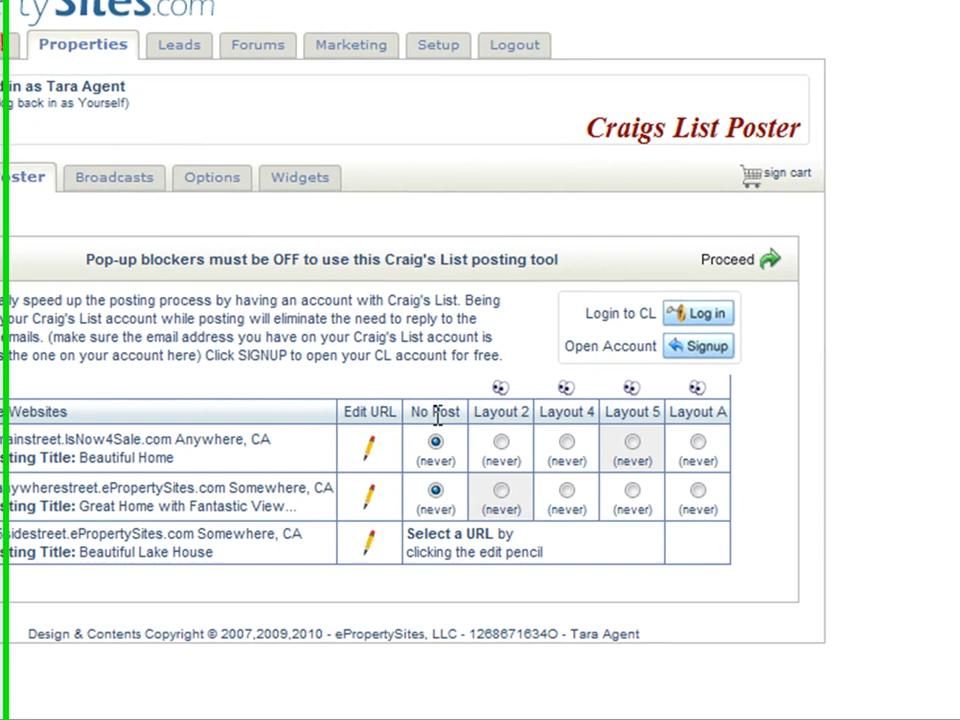 tySites.com
Properties Leads Forums Marketing Setup Logout
in as Tara Agent
og back in as Yourself)
Craigs List Poster
oster Broadcasts Options Widgets sign cart
Pop-up blockers must be OFF to use this Craig's List posting tool Proceed
lly speed up the posting process by having an account with Craig's List. Being
your Craig's List account while posting will eliminate the need to reply to the
emails. (make sure the email address you have on your Craig's List account is
s the one on your account here) Click SIGNUP to open your CL account for free.
Login to CL Log in
Open Account Signup
e Websites Edit URL No Post Layout 2 Layout 4 Layout 5 Layout A
ainstreet.IsNow4Sale.com Anywhere, CA
sting Title: Beautiful Home (never) (never) (never) (never) (never)
nywherestreet.ePropertySites.com Somewhere, CA
sting Title: Great Home with Fantastic View... (never) (never) (never) (never) (never)
sidestreet.ePropertySites.com Somewhere, CA Select a URL by
sting Title: Beautiful Lake House clicking the edit pencil
Design & Contents Copyright © 2007,2009,2010 - ePropertySites, LLC - 1268671634O - Tara Agent